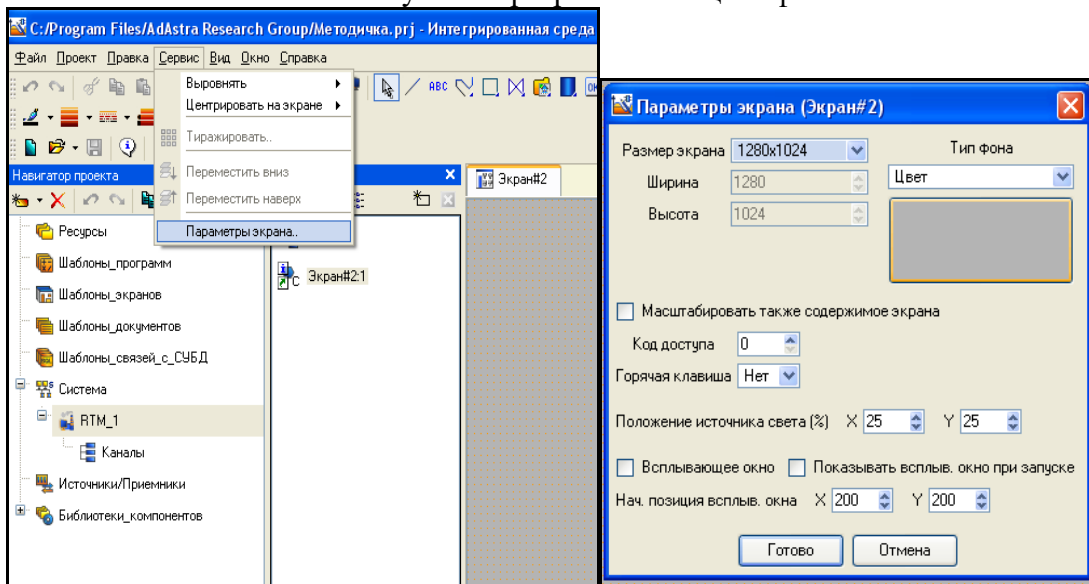 C:/Program Files/AdAstra Research Group/Методичка.prj - Интегрированная среда
Файл Проект Правка Сервис Вид Окно Справка
Выровнять
Центрировать на экране
ABC
Тиражировать..
Переместить вниз
Переместить наверх
Параметры экрана..
Навигатор проекта
Ресурсы
Шаблоны_программ
Шаблоны_экранов
Шаблоны_документов
Шаблоны_связей_с_СУБД
Система
RTM_1
Каналы
Источники/Приемники
Библиотеки_компонентов
C Экран#2:1
Экран#2
Параметры экрана (Экран#2)
Размер экрана 1280x1024
Тип фона
Ширина 1280
Цвет
Высота 1024
Масштабировать также содержимое экрана
Код доступа 0
Горячая клавиша Нет
Положение источника света (%) X 25 Y 25
Всплывающее окно Показывать всплыв. окно при запуске
Нач. позиция всплыв. окна X 200 Y 200
Готово Отмена